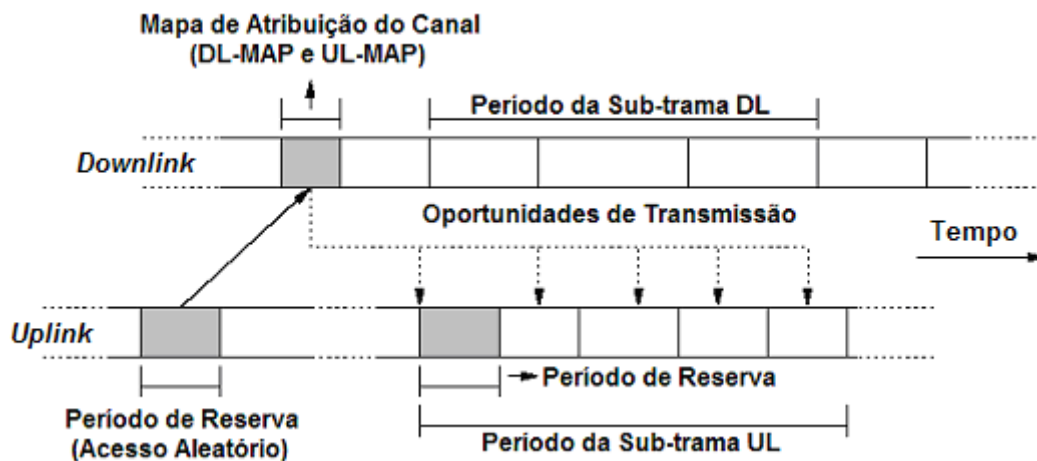 Mapa de Atribuição do Canal
(DL-MAP e UL-MAP)
Período da Sub-trama DL
Downlink
Oportunidades de Transmissão
Tempo
Uplink
Período de Reserva
Período de Reserva
(Acesso Aleatório)
Período da Sub-trama UL